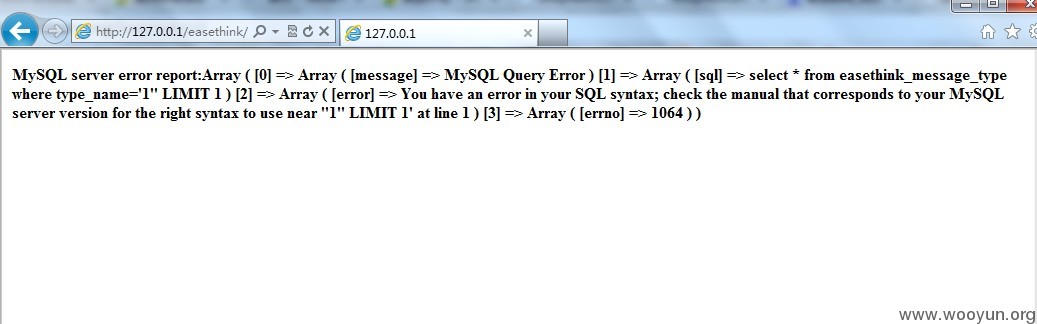 http://127.0.0.1/easethink/
127.0.0.1
MySQL server error report:Array ( [0] => Array ( [message] => MySQL Query Error ) [1] => Array ( [sql] => select * from easethink_message_type
where type_name='1'' LIMIT 1 ) [2] => Array ( [error] => You have an error in your SQL syntax; check the manual that corresponds to your MySQL
server version for the right syntax to use near ''1'' LIMIT 1' at line 1 ) [3] => Array ( [errno] => 1064 ) )
www.wooyun.org